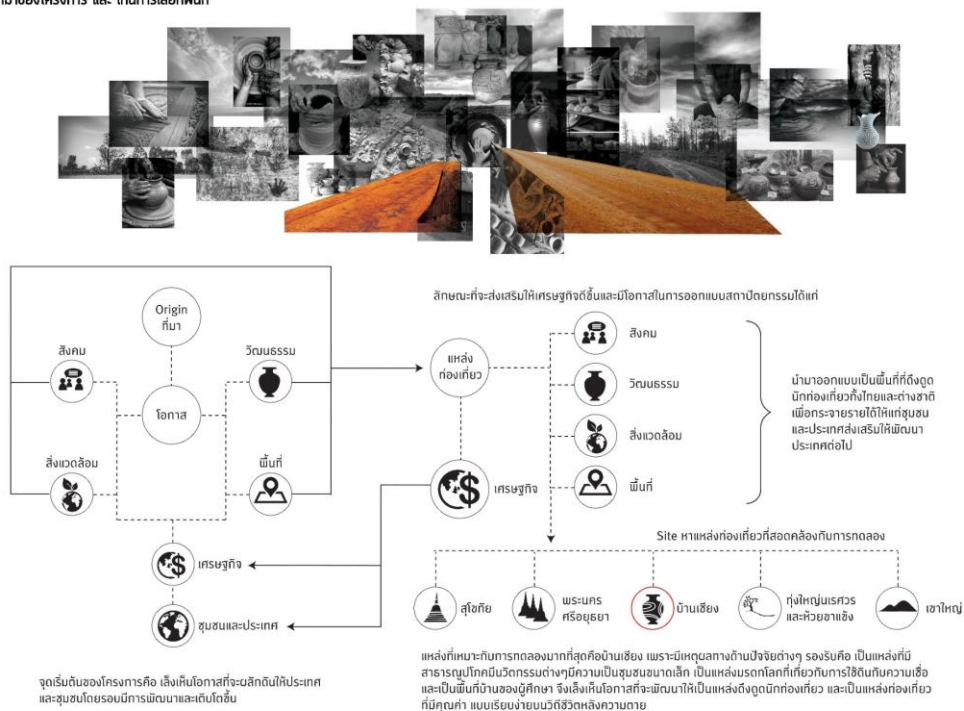 ที่มาของโครงการ และ เกณฑ์การเลือกพื้นที่
ลักษณะที่จะส่งเสริมให้เศรษฐกิจดีขึ้นและมีโอกาสในการออกแบบสถาปัตยกรรมได้แก่
Origin
ที่มา
สังคม
วัฒนธรรม
โอกาส
สิ่งแวดล้อม
พื้นที่
เศรษฐกิจ
ชุมชนและประเทศ
แหล่ง
ท่องเที่ยว
เศรษฐกิจ
สังคม
วัฒนธรรม
สิ่งแวดล้อม
พื้นที่
นำมาออกแบบเป็นพื้นที่ที่ดึงดูด
นักท่องเที่ยวทั้งไทยและต่างชาติ
เพื่อกระจายรายได้ให้แก่ชุมชน
และประเทศส่งเสริมให้พัฒนา
ประเทศต่อไป
Site หาแหล่งท่องเที่ยวที่สอดคล้องกับการทดลอง
สุโขทัย
พระนคร
ศรีอยุธยา
บ้านเชียง
ทุ่งใหญ่นเรศวร
และห้วยขาแข้ง
เขาใหญ่
จุดเริ่มต้นของโครงการคือ เล็งเห็นโอกาสที่จะผลักดันให้ประเทศ
และชุมชนโดยรอบมีการพัฒนาและเติบโตขึ้น
แหล่งที่เหมาะกับการทดลองมากที่สุดคือบ้านเชียง เพราะมีเหตุผลทางด้านปัจจัยต่างๆ รองรับคือ เป็นแหล่งที่มี
สาธารณูปโภคมีนวัตกรรมต่างๆมีความเป็นชุมชนขนาดเล็ก เป็นแหล่งมรดกโลกที่เกี่ยวกับการใช้ดินกับความเชื่อ
และเป็นพื้นที่บ้านของผู้ศึกษา จึงเล็งเห็นโอกาสที่จะพัฒนาให้เป็นแหล่งดึงดูดนักท่องเที่ยว และเป็นแหล่งท่องเที่ยว
ที่มีคุณค่า แบบเรียบง่ายบนวิถีชีวิตหลังความตาย